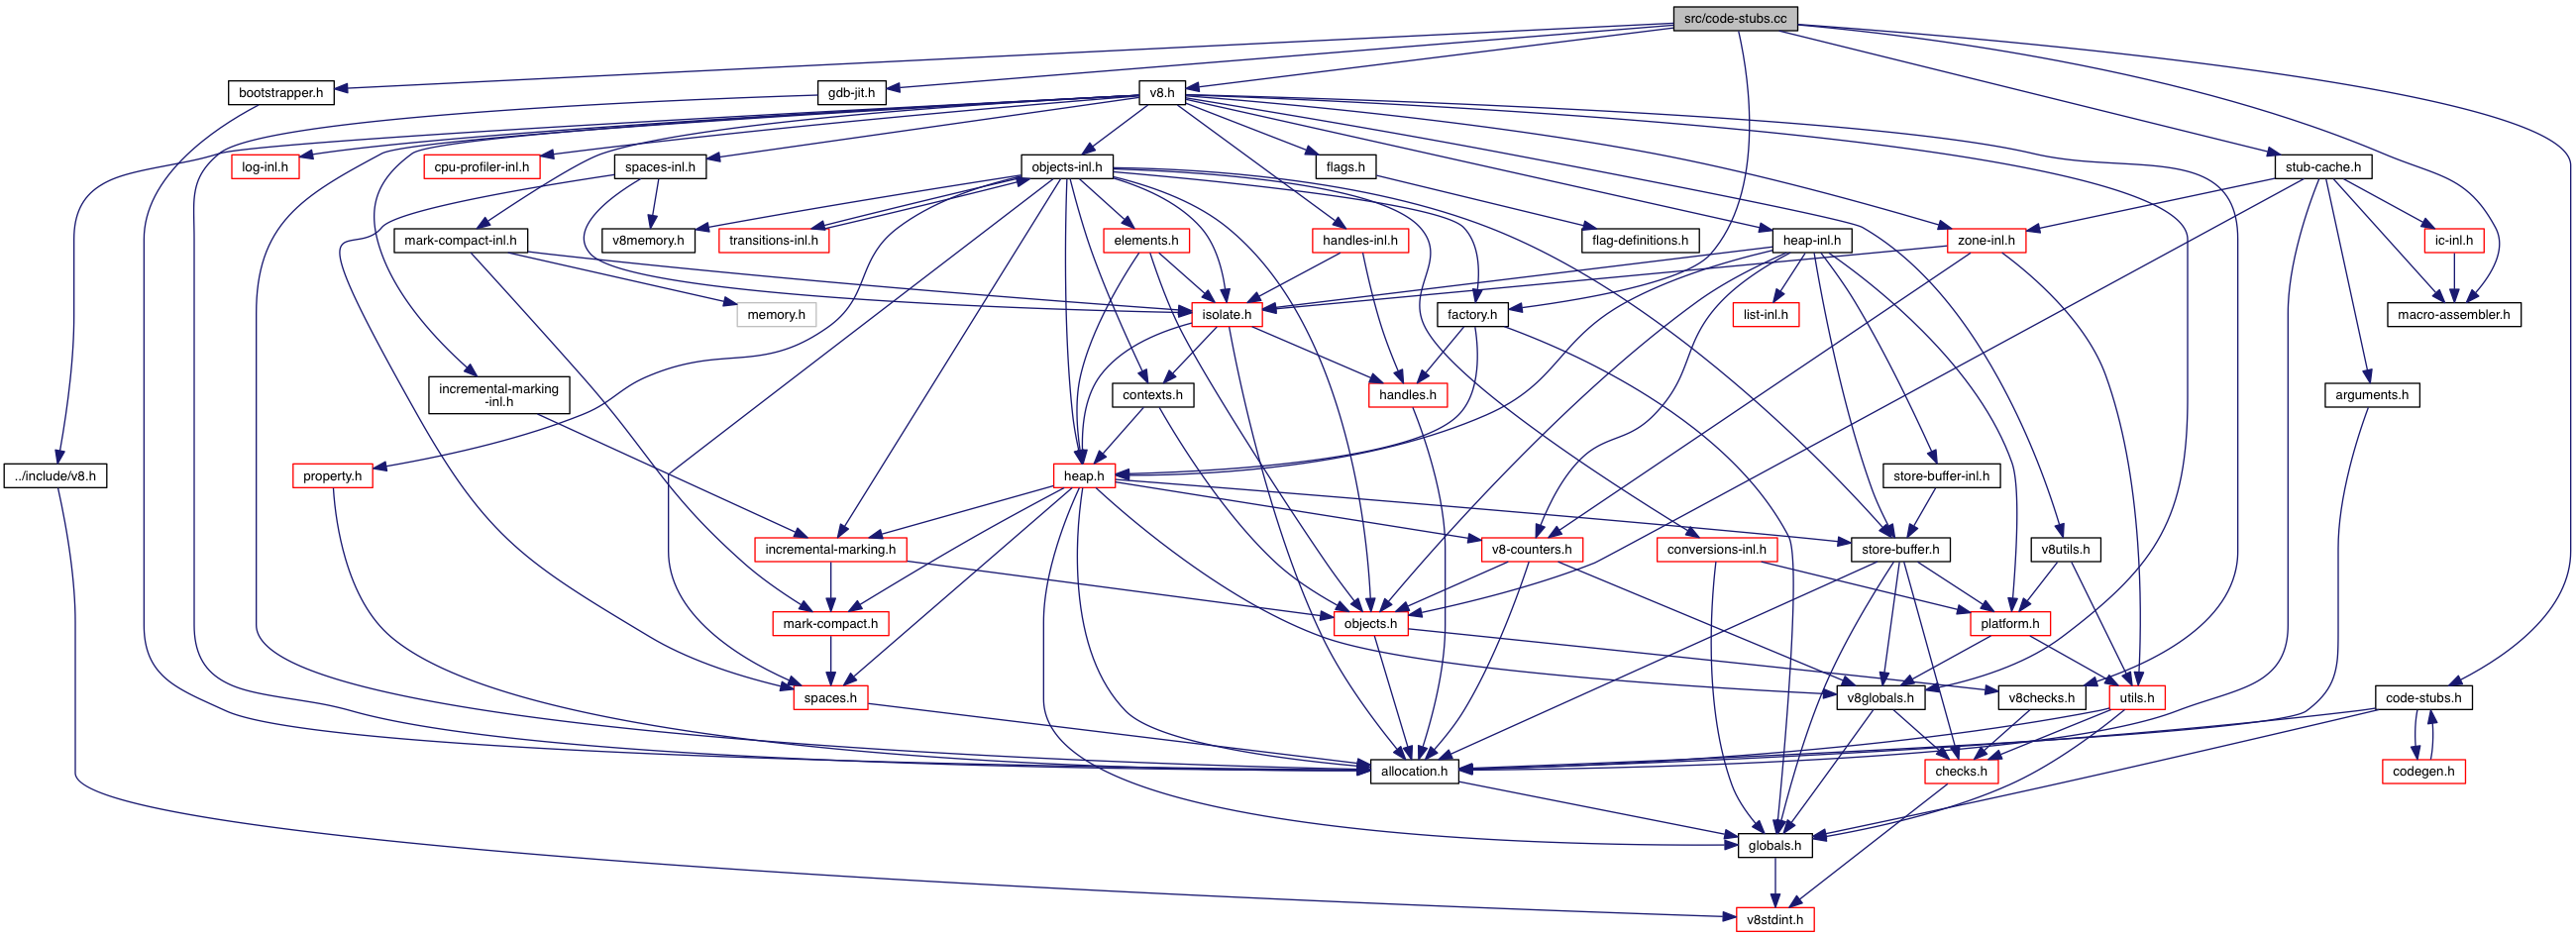 src/code-stubs.cc
bootstrapper.h
gdb-jit.h
v8.h
log-inl.h
cpu-profiler-inl.h
spaces-inl.h
objects-inl.h
flags.h
stub-cache.h
mark-compact-inl.h
v8memory.h
transitions-inl.h
elements.h
handles-inl.h
flag-definitions.h
heap-inl.h
zone-inl.h
ic-inl.h
memory.h
isolate.h
factory.h
list-inl.h
macro-assembler.h
incremental-marking
-inl.h
contexts.h
handles.h
arguments.h
../include/v8.h
property.h
heap.h
store-buffer-inl.h
incremental-marking.h
v8-counters.h
conversions-inl.h
store-buffer.h
v8utils.h
mark-compact.h
objects.h
platform.h
spaces.h
v8globals.h
v8checks.h
utils.h
code-stubs.h
allocation.h
checks.h
codegen.h
globals.h
v8stdint.h